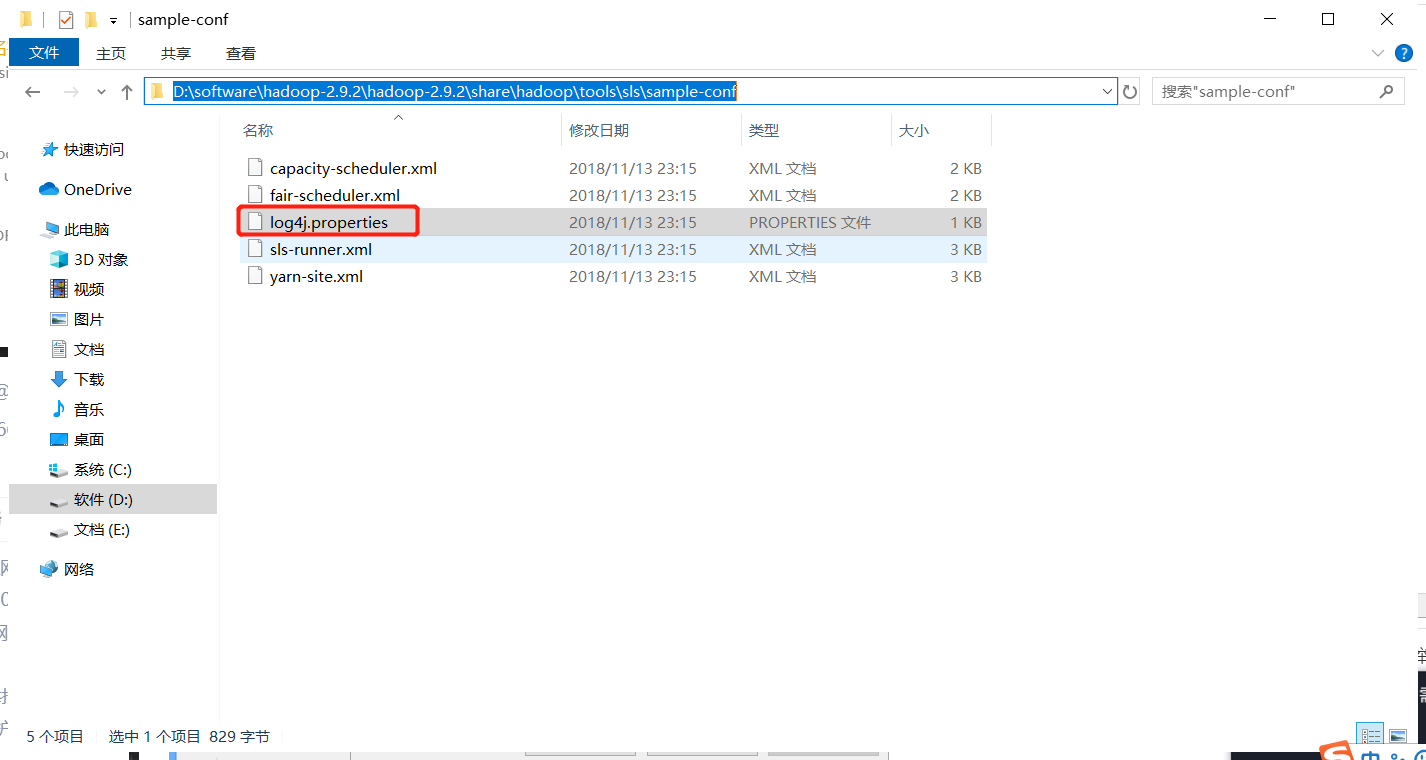 sample-conf
文件 主页 共享 查看
D:\software\hadoop-2.9.2\hadoop-2.9.2\share\hadoop\tools\sls\sample-conf 搜索"sample-conf"
名称 修改日期 类型 大小
快速访问
OneDrive
此电脑
3D 对象
视频
图片
文档
下载
音乐
桌面
系统 (C:)
软件 (D:)
文档 (E:)
网络
capacity-scheduler.xml 2018/11/13 23:15 XML 文档 2 KB
fair-scheduler.xml 2018/11/13 23:15 XML 文档 2 KB
log4j.properties 2018/11/13 23:15 PROPERTIES 文件 1 KB
sls-runner.xml 2018/11/13 23:15 XML 文档 3 KB
yarn-site.xml 2018/11/13 23:15 XML 文档 3 KB
5 个项目 选中 1 个项目 829 字节